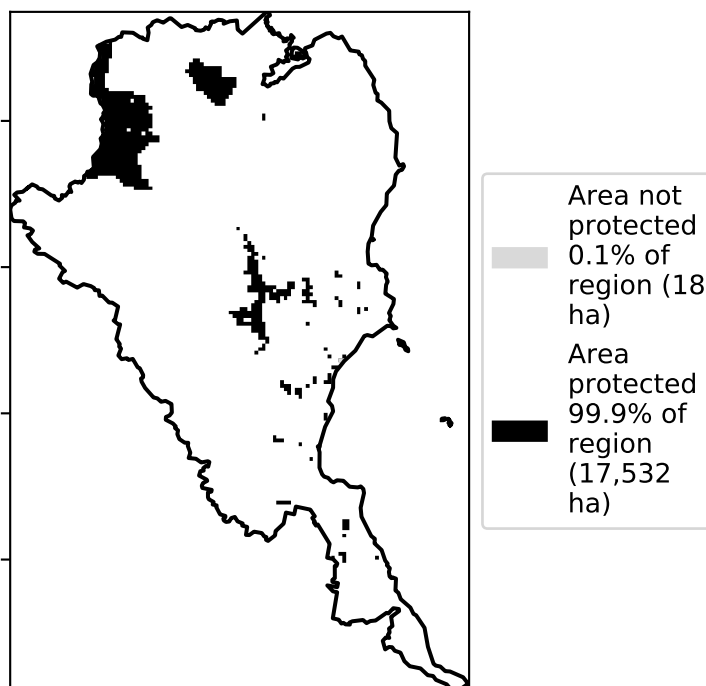 Area not
protected
0.1% of
region (18
ha)
Area
protected
99.9% of
region
(17,532
ha)